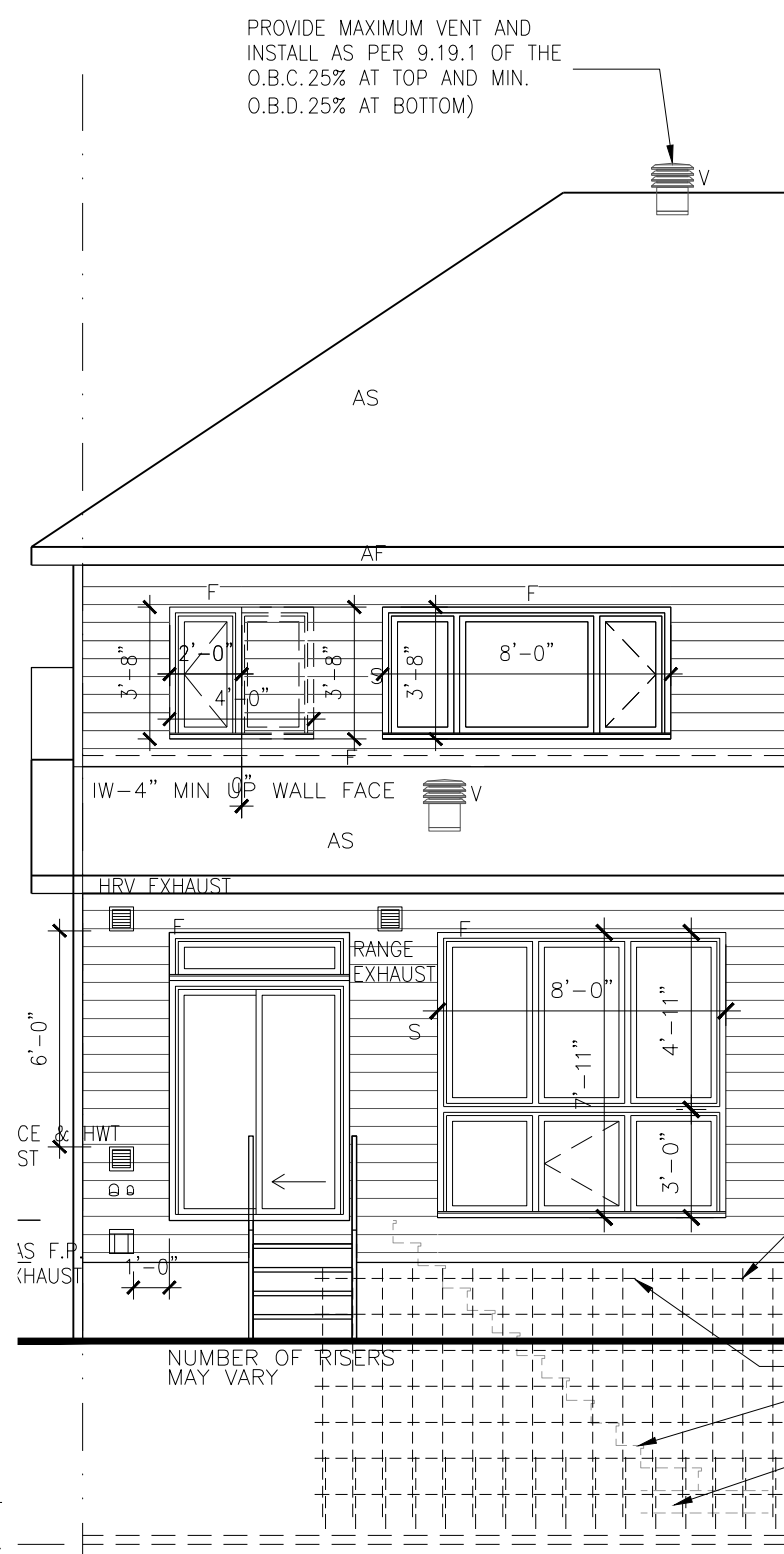 PROVIDE MAXIMUM VENT AND
INSTALL AS PER 9.19.1 OF THE
O.B.C.25% AT TOP AND MIN.
O.B.D.25% AT BOTTOM)
V
AS
AF
F
F
3'-8"
2'-0"
4'-0"
3'-8"
S
3'-8"
8'-0"
F
0"
IW-4" MIN UP WALL FACE
V
AS
HRV EXHAUST
F
F
RANGE
EXHAUST
6'-0"
8'-0"
S
7'-11"
4'-11"
3'-0"
CE & HWT
ST
AS F.P.
XHAUST
1'-0"
NUMBER OF RISERS
MAY VARY